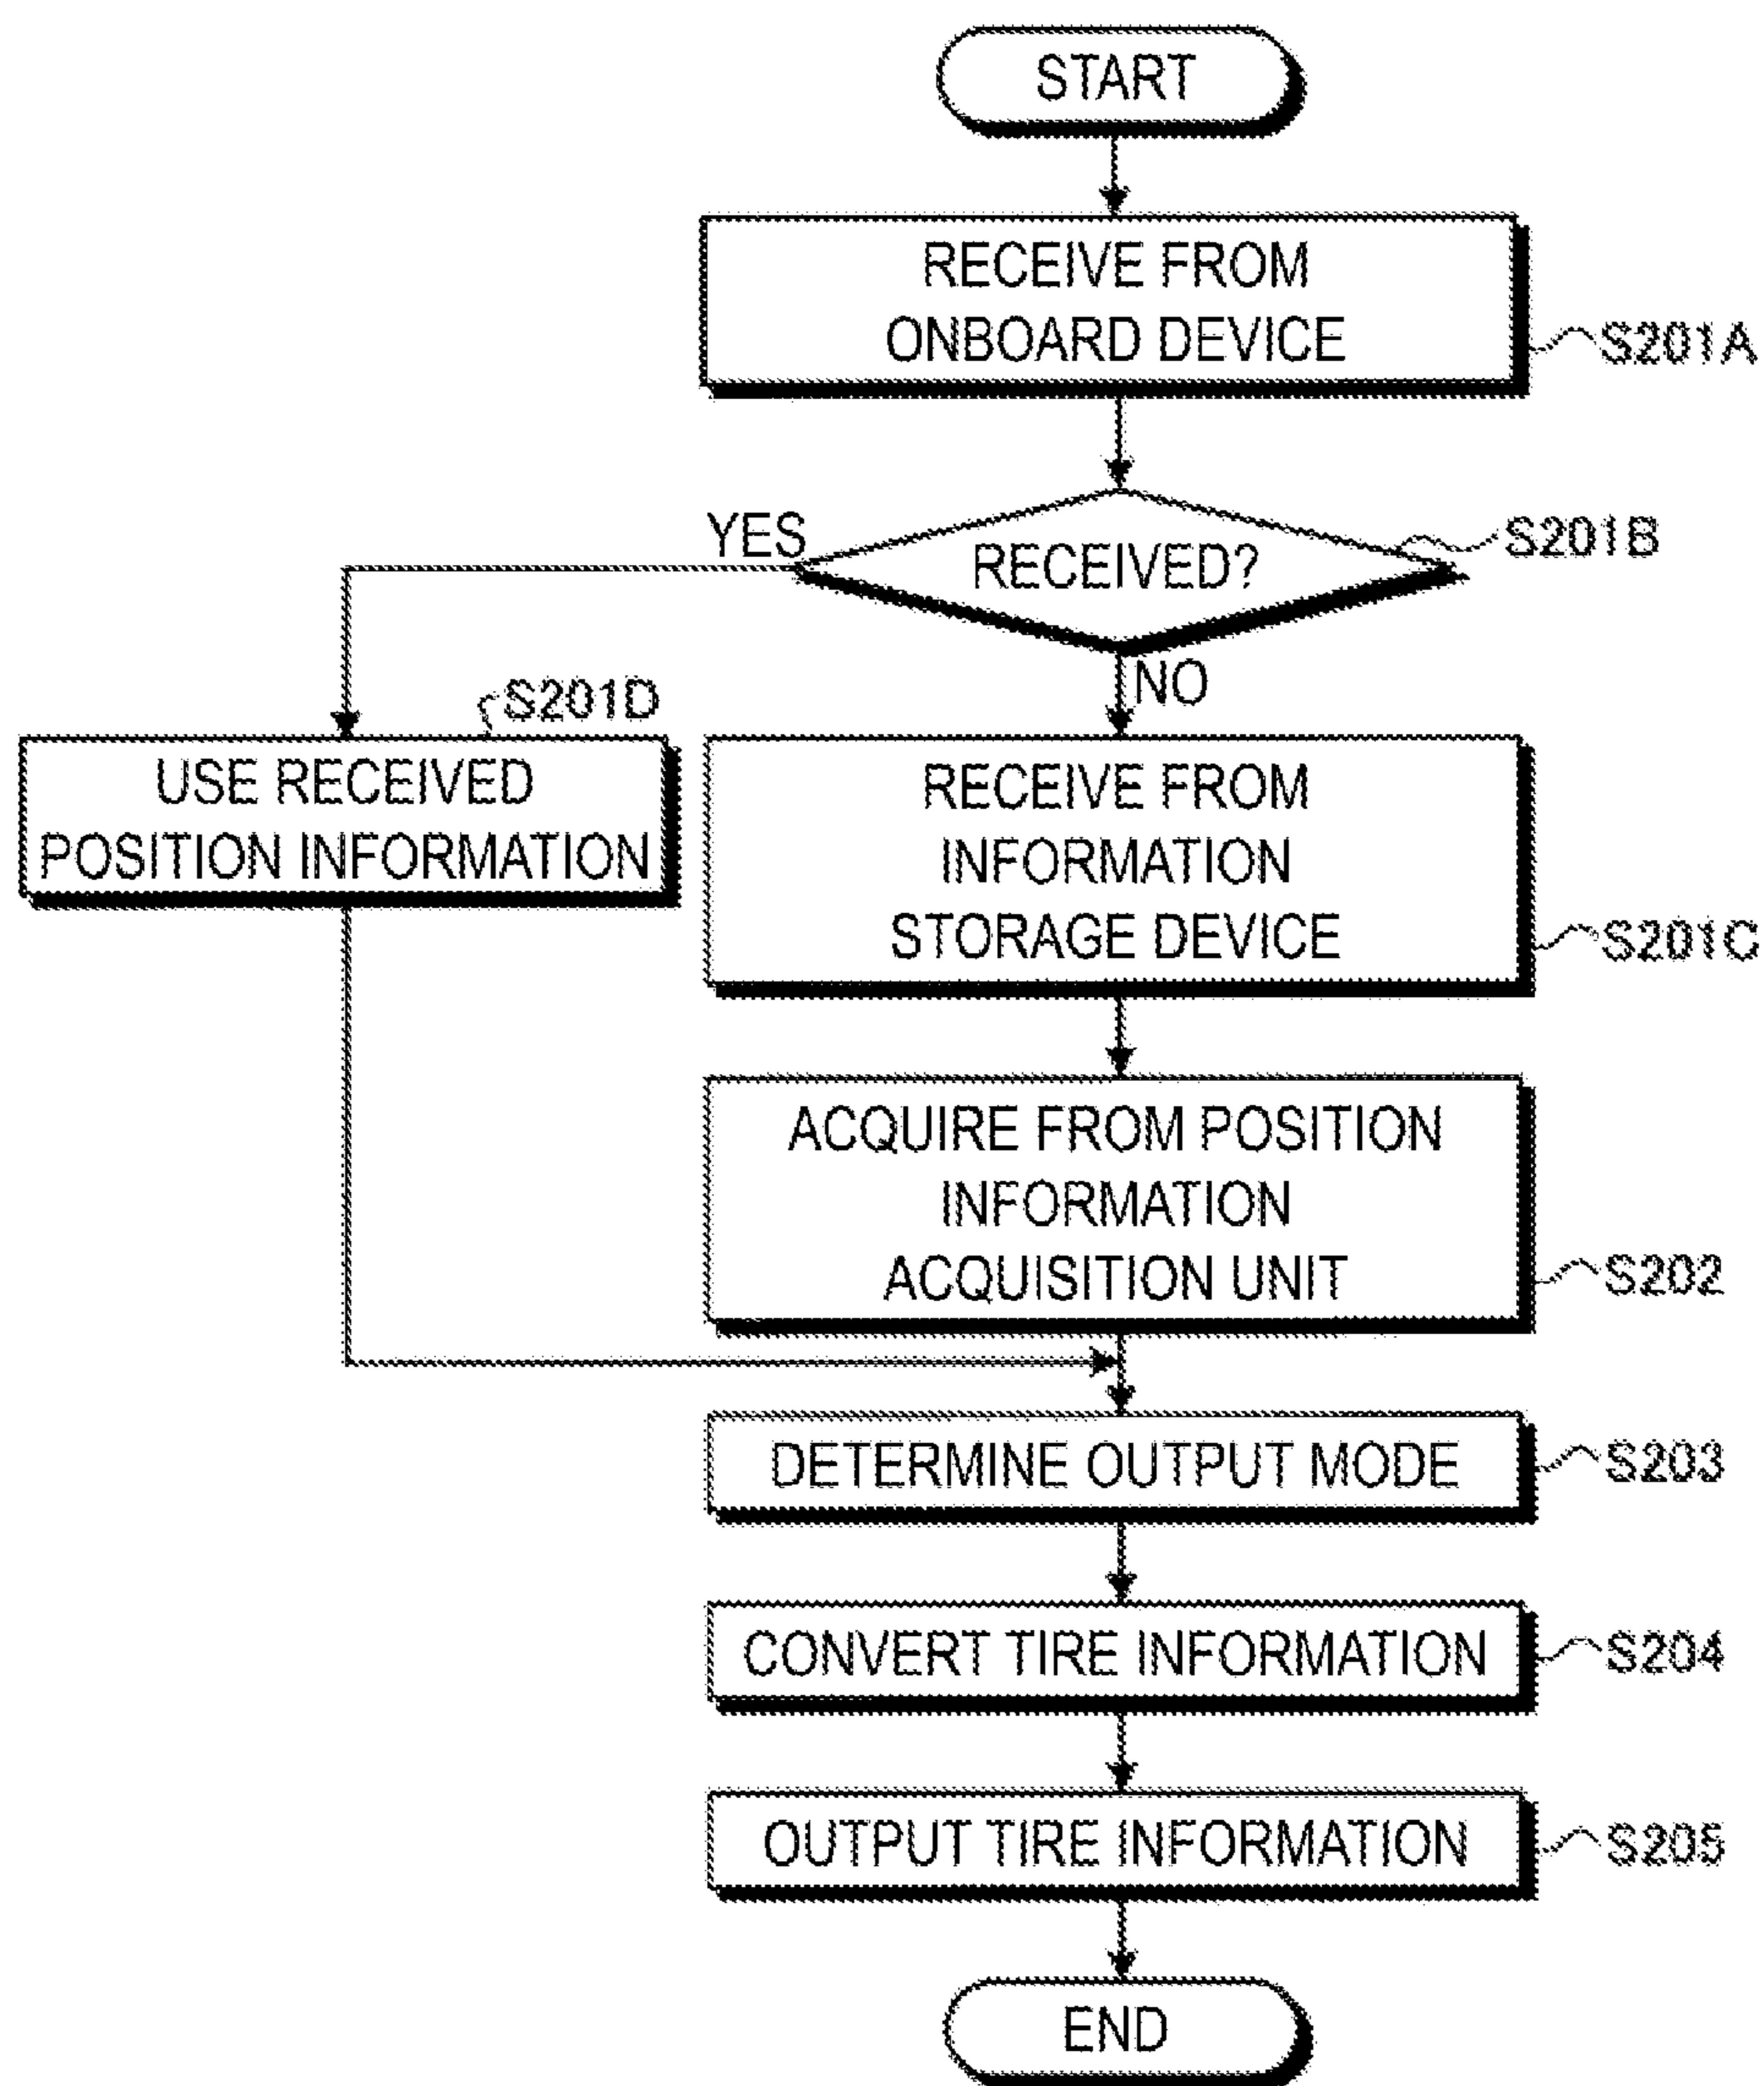 START
RECEIVE FROM
ONBOARD DEVICE
S201A
YES
RECEIVED?
S201B
NO
S201D
USE RECEIVED
POSITION INFORMATION
RECEIVE FROM
INFORMATION
STORAGE DEVICE
S201C
ACQUIRE FROM POSITION
INFORMATION
ACQUISITION UNIT
S202
DETERMINE OUTPUT MODE
S203
CONVERT TIRE INFORMATION
S204
OUTPUT TIRE INFORMATION
S205
END